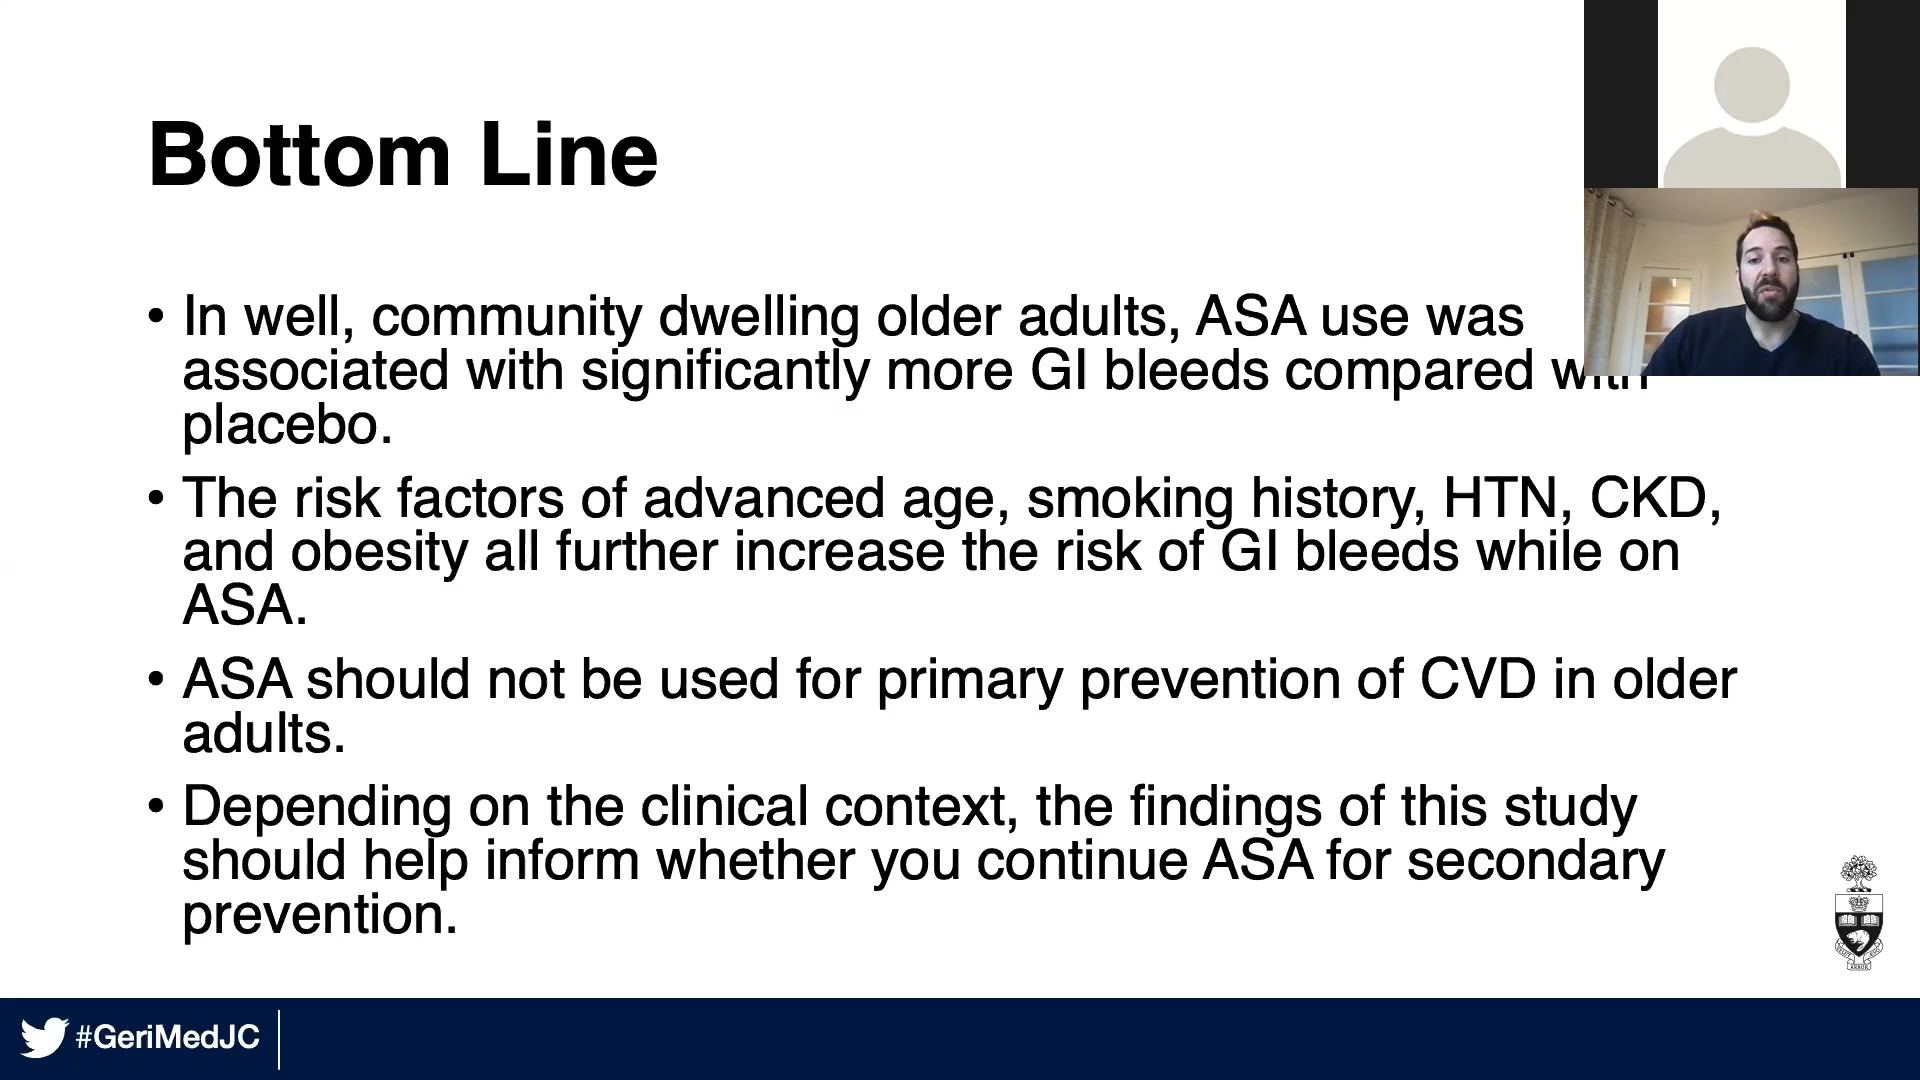 Bottom Line
• In well, community dwelling older adults, ASA use was
associated with significantly more GI bleeds compared with
placebo.
• The risk factors of advanced age, smoking history, HTN, CKD,
and obesity all further increase the risk of GI bleeds while on
ASA.
• ASA should not be used for primary prevention of CVD in older
adults.
• Depending on the clinical context, the findings of this study
should help inform whether you continue ASA for secondary
prevention.
#GeriMedJC